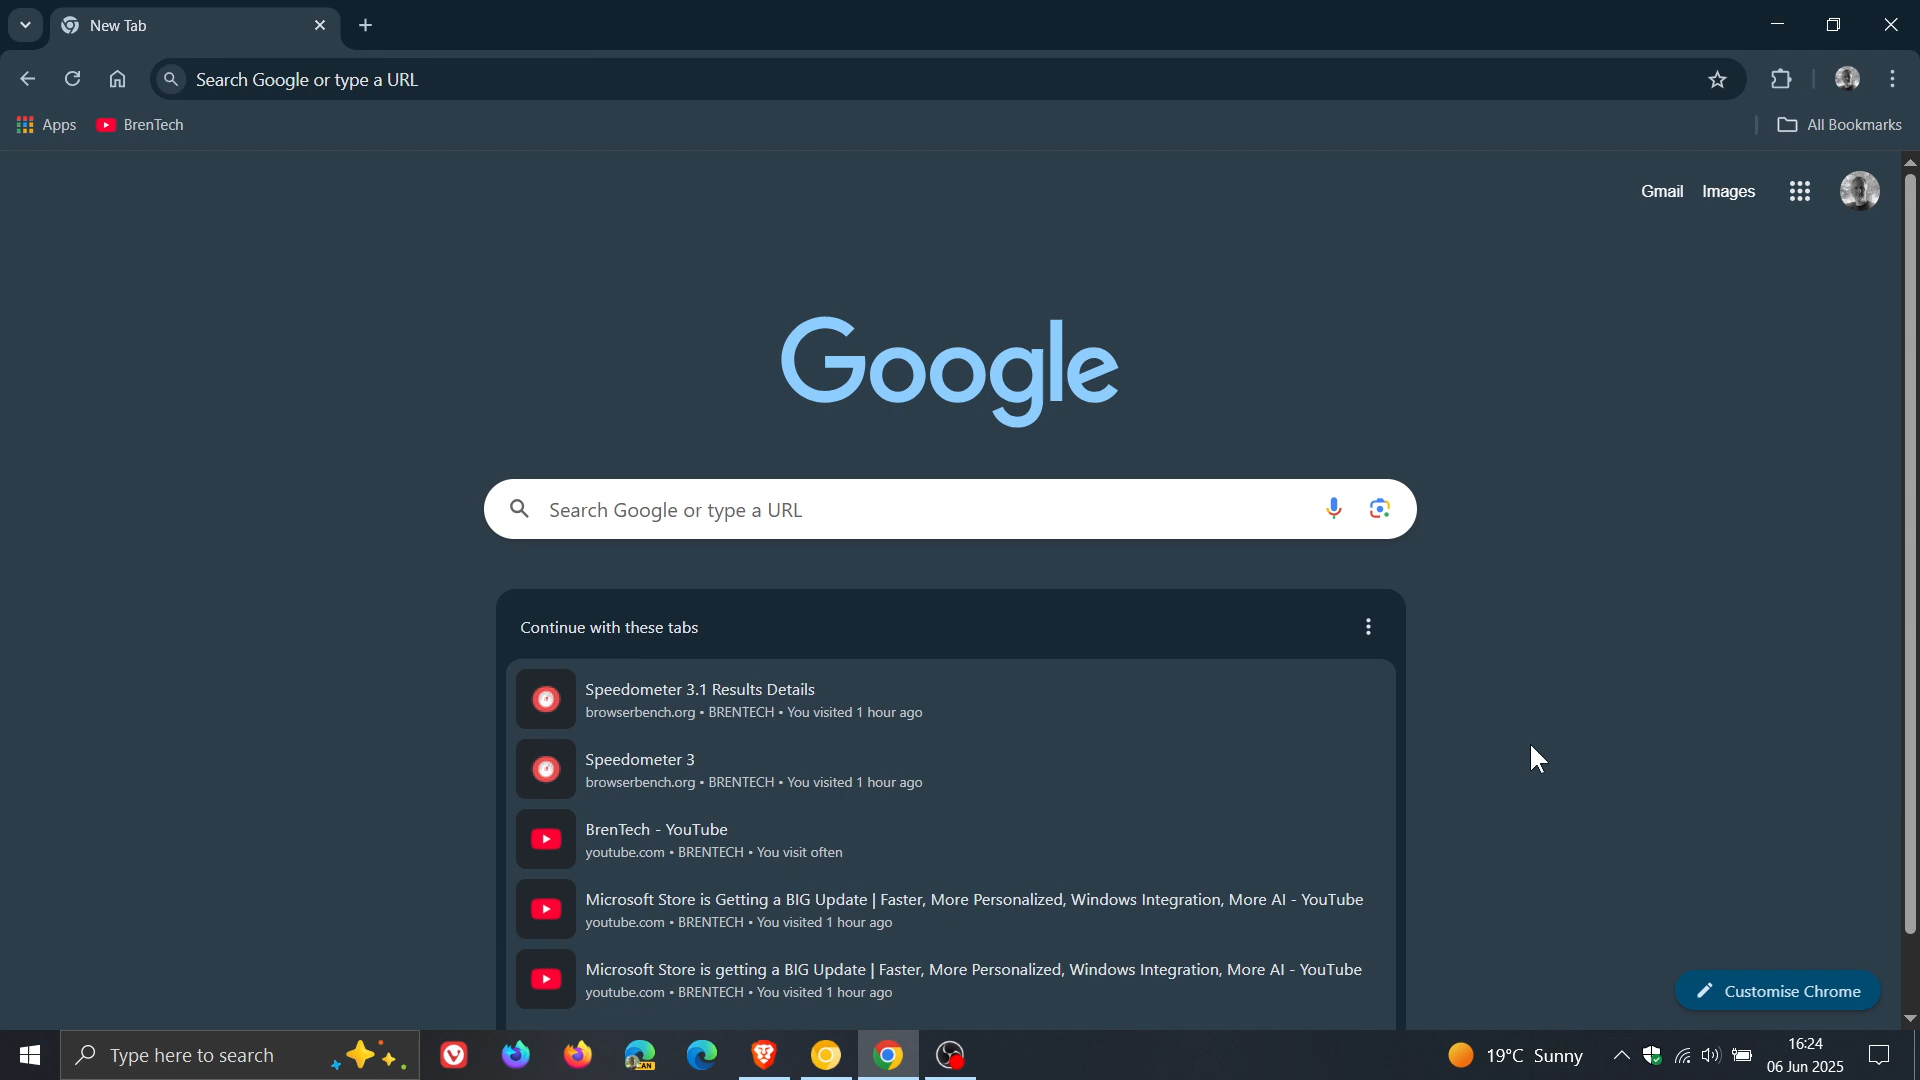 New Tab
Search Google or type a URL
Apps
BrenTech
All Bookmarks
Gmail
Images
Google
Search Google or type a URL
Continue with these tabs
Speedometer 3.1 Results Details
browserbench.org • BRENTECH • You visited 1 hour ago
Speedometer 3
browserbench.org • BRENTECH • You visited 1 hour ago
BrenTech - YouTube
youtube.com • BRENTECH • You visit often
Microsoft Store is Getting a BIG Update | Faster, More Personalized, Windows Integration, More AI - YouTube
youtube.com • BRENTECH • You visited 1 hour ago
Microsoft Store is getting a BIG Update | Faster, More Personalized, Windows Integration, More AI - YouTube
youtube.com • BRENTECH • You visited 1 hour ago
Customise Chrome
Type here to search
19°C Sunny
16:24
06 Jun 2025